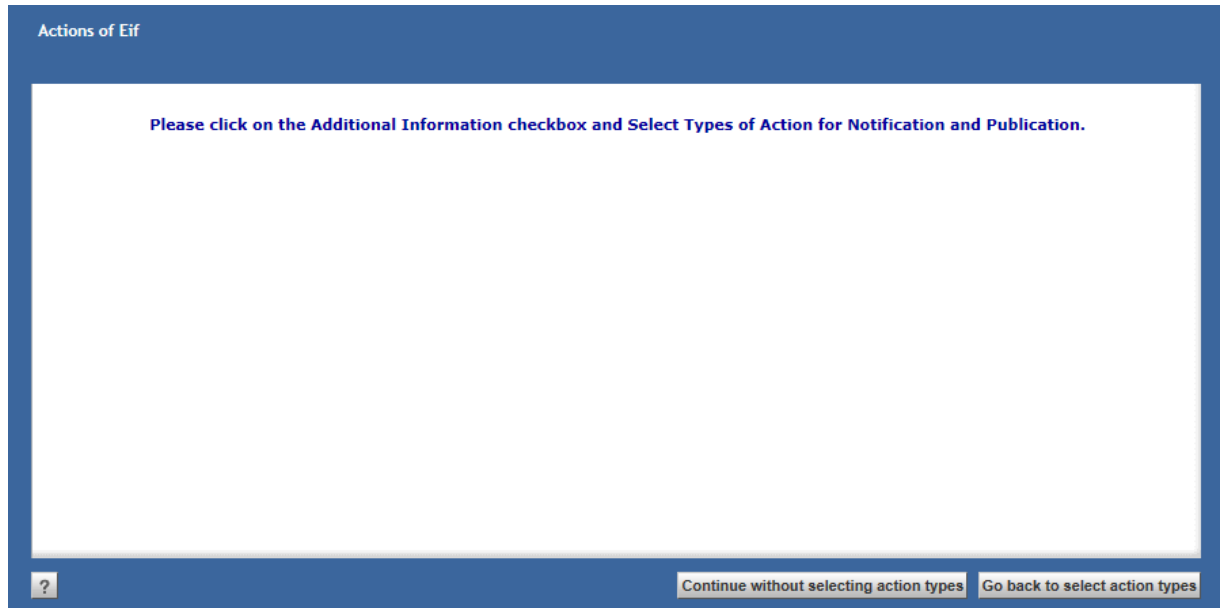 Actions of Eif
Please click on the Additional Information checkbox and Select Types of Action for Notification and Publication.
?
Continue without selecting action types
Go back to select action types